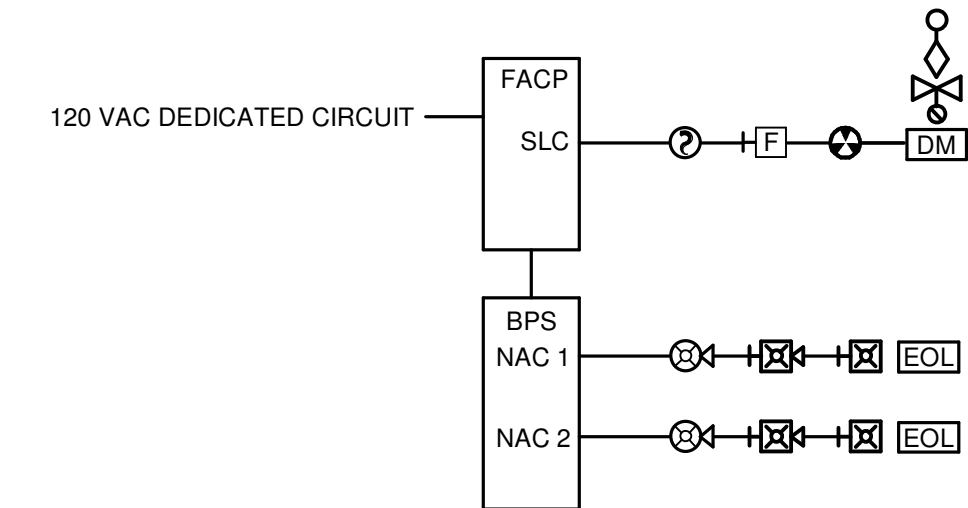 FACP
120 VAC DEDICATED CIRCUIT
SLC
F
DM
BPS
NAC 1
EOL
NAC 2
EOL